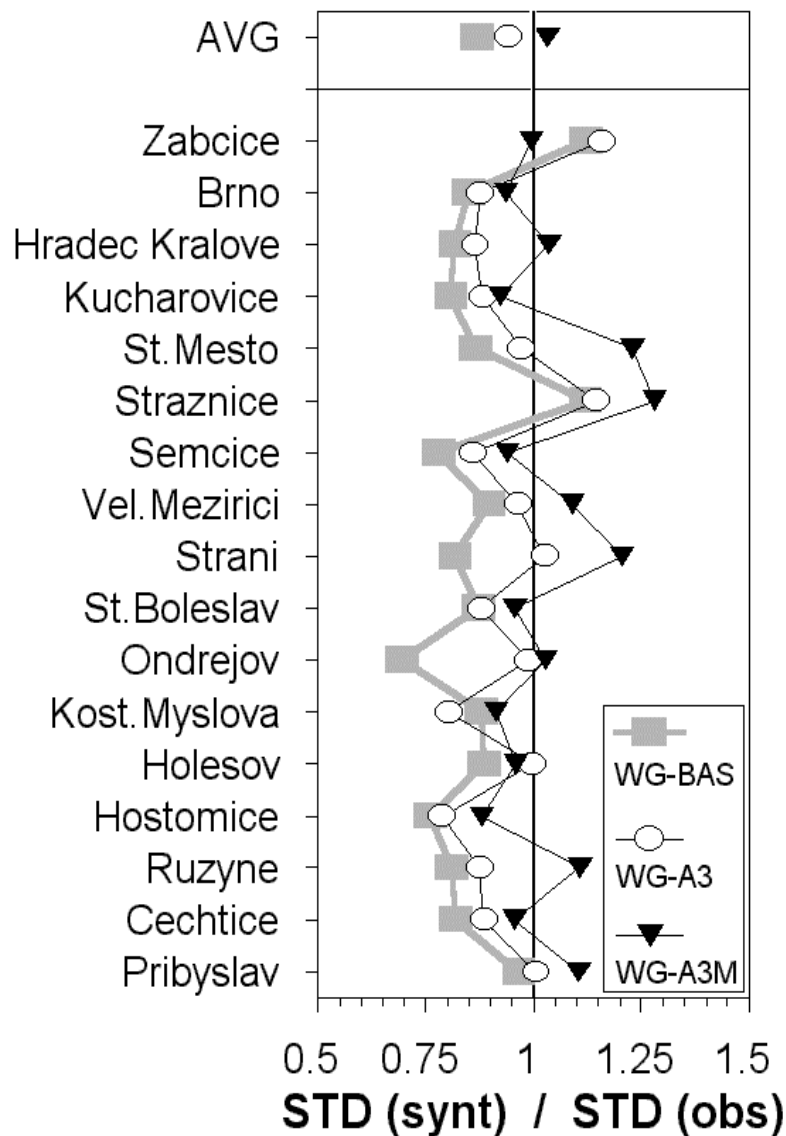 AVG
Zabcice
Brno
Hradec Kralove
Kucharovice
St.Mesto
Straznice
Semcice
Vel.Mezirici
Strani
St.Boleslav
Ondrejov
Kost.Myslova
Holesov
Hostomice
Ruzyne
Cechtice
Pribyslav
WG-BAS
WG-A3
WG-A3M
0.5 0.75 1 1.25 1.5
STD (synt) / STD (obs)